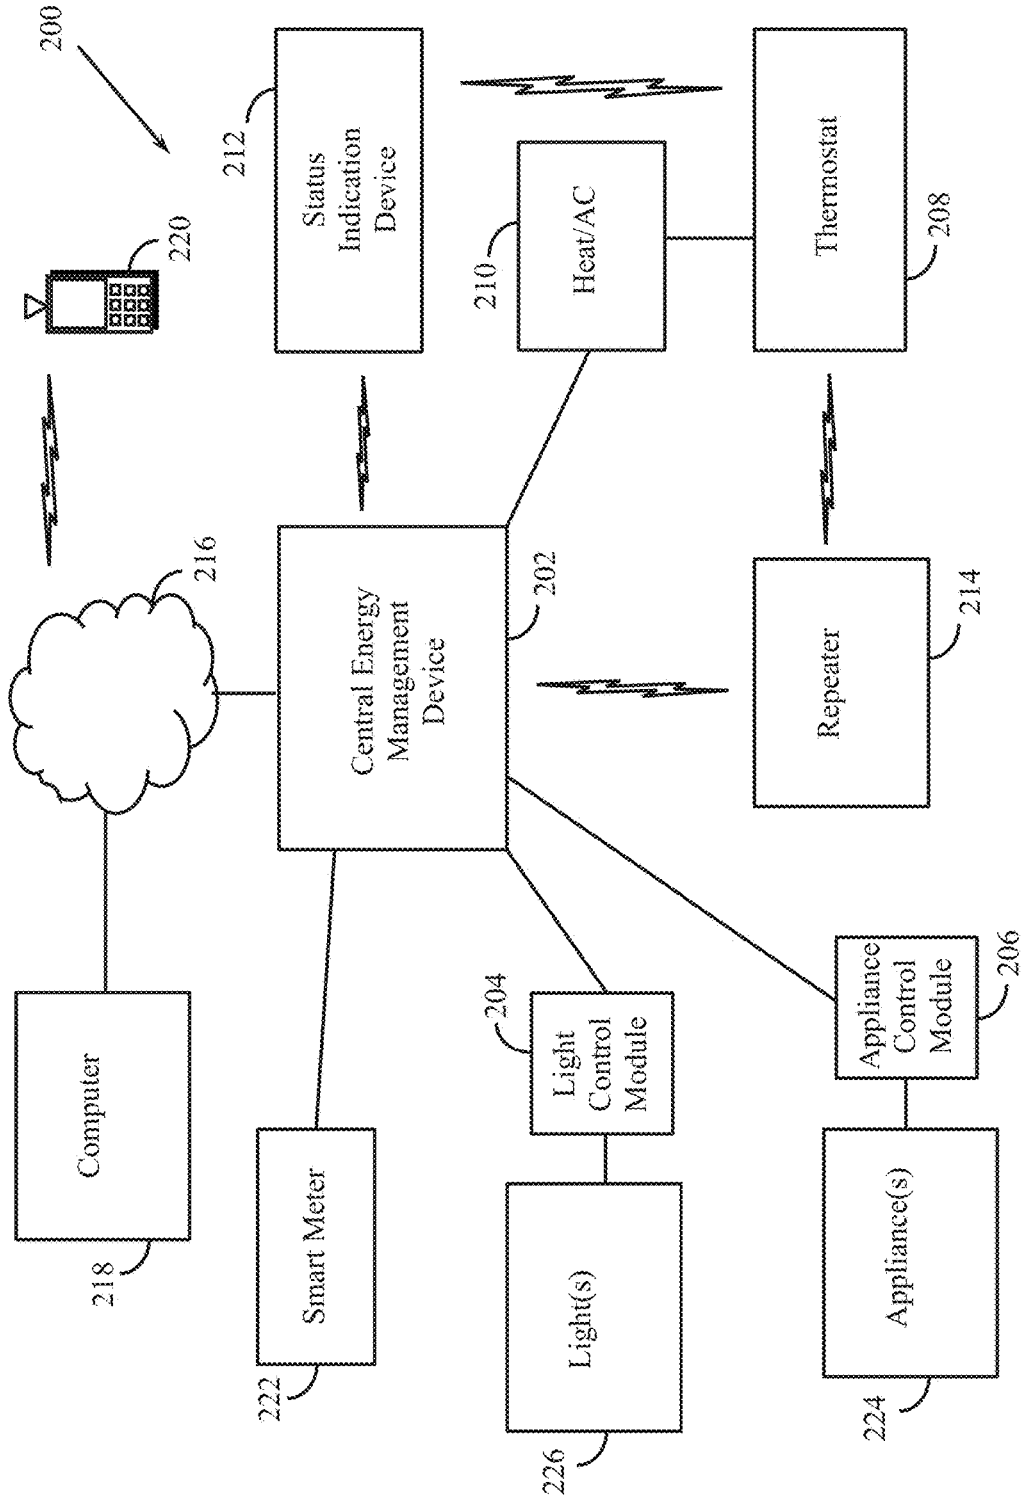 200
220
216
218
Computer
222
Smart Meter
Central Energy
Management
Device
202
212
Status
Indication
Device
226
Light(s)
204
Light
Control
Module
210
Heat/AC
224
Appliance(s)
Appliance
Control
Module
206
Repeater
214
Thermostat
208